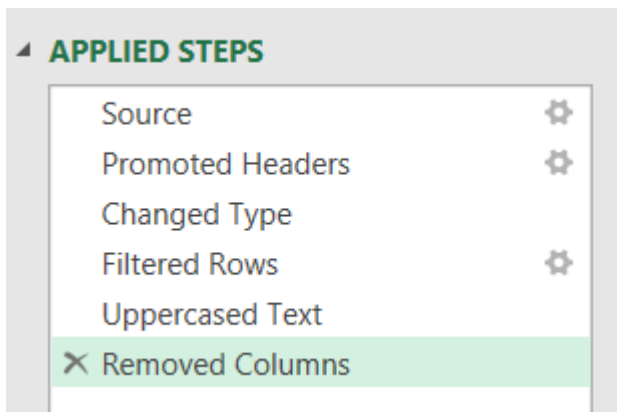 APPLIED STEPS
Source
Promoted Headers
Changed Type
Filtered Rows
Uppercased Text
Removed Columns